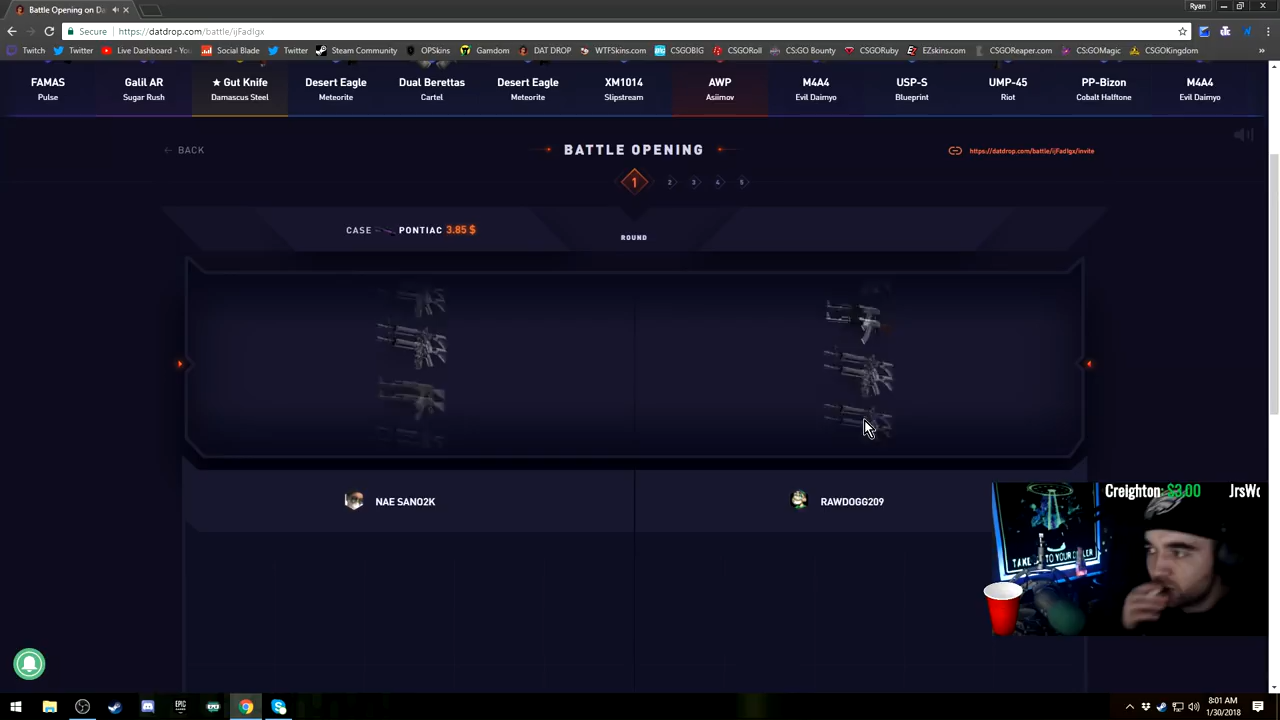 Battle Opening on Da
Ryan
Secure | https://datdrop.com/battle/ijFadIgx
Twitch Twitter Live Dashboard - You Social Blade Twitter Steam Community OPSkins Gamdom DAT DROP WTFSkins.com CSGOBIG CSGORoll CS:GO Bounty CSGORuby EZskins.com CSGOReaper.com CSGOMagic CSGOKingdom
FAMAS Galil AR ★ Gut Knife Desert Eagle Dual Berettas Desert Eagle XM1014 AWP M4A4 USP-S UMP-45 PP-Bizon M4A4
Pulse Sugar Rush Damascus Steel Meteorite Cartel Meteorite Slipstream Asiimov Evil Daimyo Blueprint Riot Cobalt Halftone Evil Daimyo
← BACK
BATTLE OPENING
https://datdrop.com/battle/ijFadIgx/invite
1 2 3 4 5
CASE PONTIAC 3.85 $
ROUND
NAE SANO2K
RAWDOGG209
Creighton: $3.00 JrsWo
8:01 AM
1/30/2018